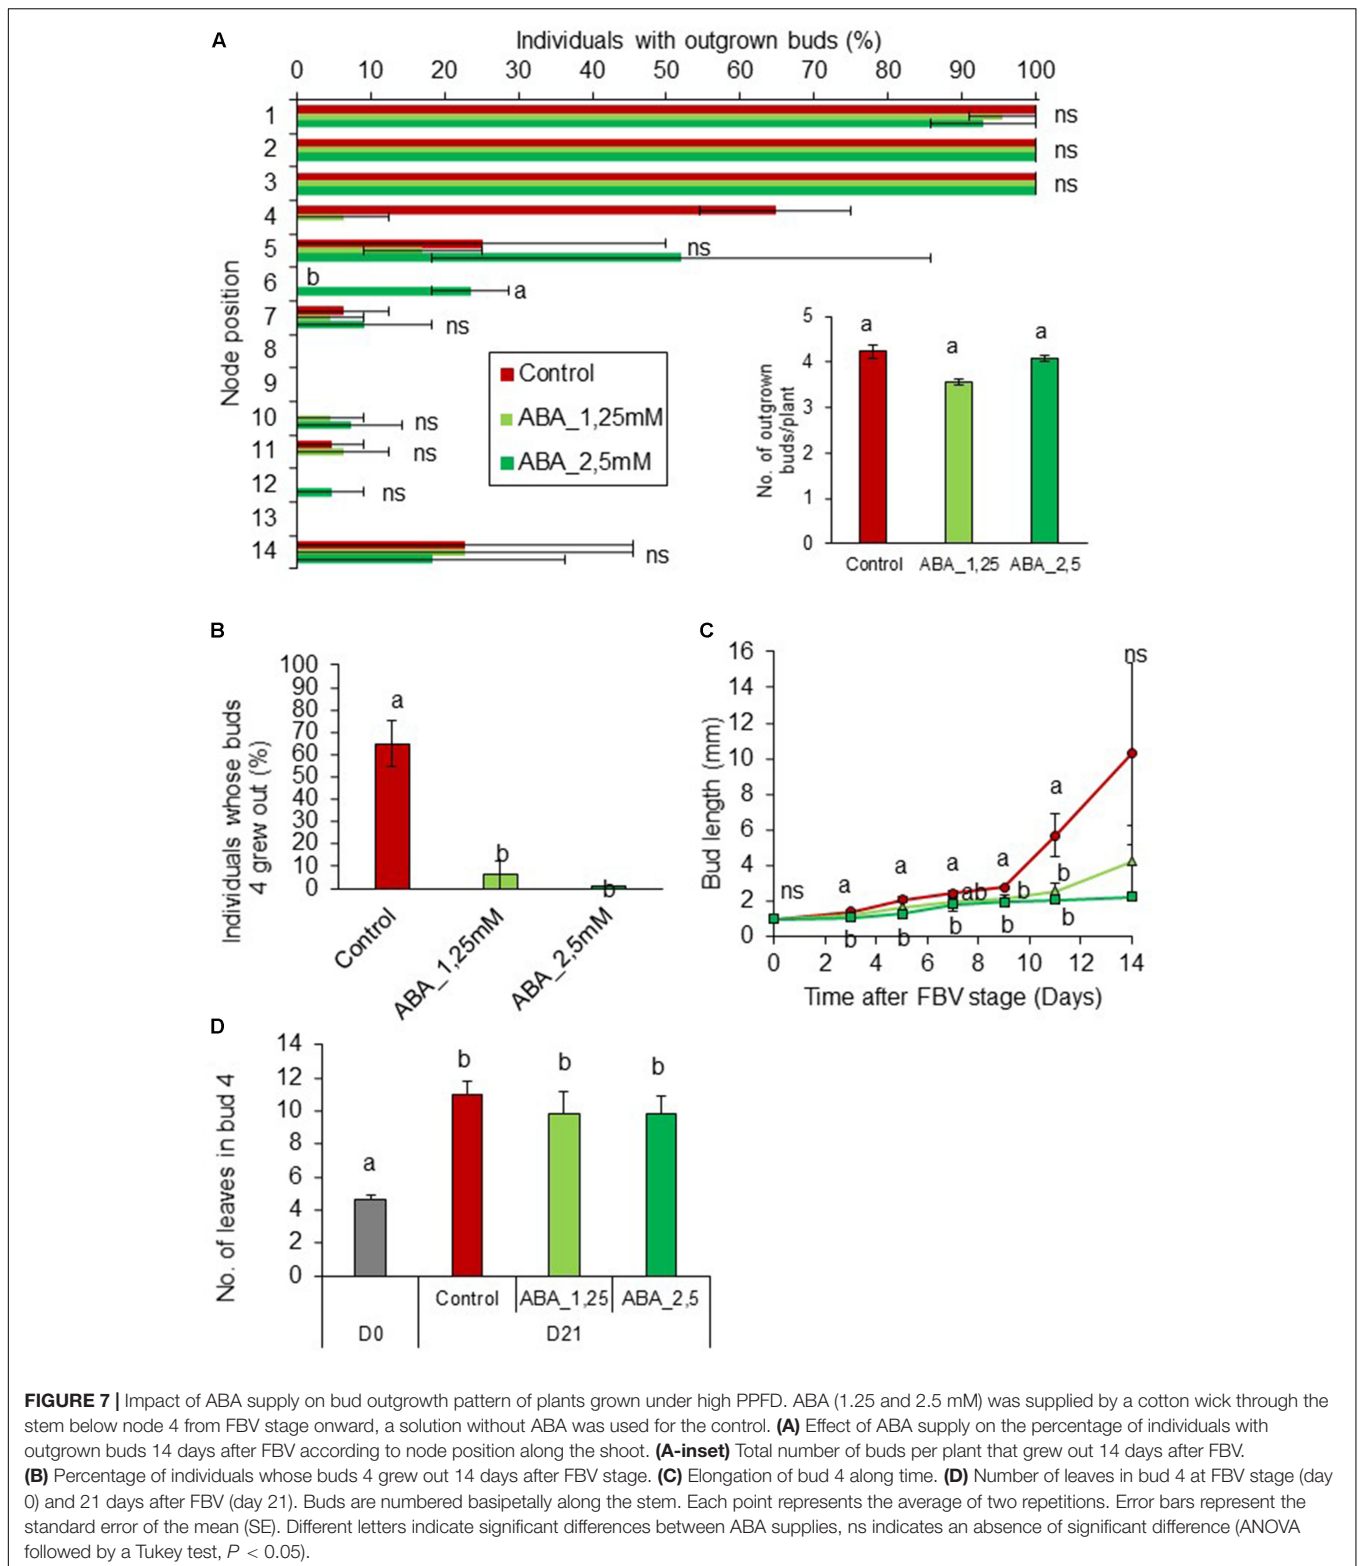 A
Individuals with outgrown buds (%)
0 10 20 30 40 50 60 70 80 90 100
Node position
1 ns
2 ns
3 ns
4
5 ns
6 b a
7 ns
8
9
10 ns
11 ns
12 ns
13
14 ns
Control
ABA_1,25mM
ABA_2,5mM
No. of outgrown
buds/plant
5
4
3
2
1
0
a a a
Control ABA_1,25 ABA_2,5
B
Individuals whose buds
4 grew out (%)
100
90
80
70
60
50
40
30
20
10
0
a b b
Control
ABA_1,25mM
ABA_2,5mM
C
Bud length (mm)
16
14
12
10
8
6
4
2
0
ns a a a a a ns
ab b b
b b b b b
0 2 4 6 8 10 12 14
Time after FBV stage (Days)
D
No. of leaves in bud 4
14
12
10
8
6
4
2
0
a b b b
Control ABA_1,25 ABA_2,5
D0 D21
FIGURE 7 | Impact of ABA supply on bud outgrowth pattern of plants grown under high PPFD. ABA (1.25 and 2.5 mM) was supplied by a cotton wick through the
stem below node 4 from FBV stage onward, a solution without ABA was used for the control. (A) Effect of ABA supply on the percentage of individuals with
outgrown buds 14 days after FBV according to node position along the shoot. (A-inset) Total number of buds per plant that grew out 14 days after FBV.
(B) Percentage of individuals whose buds 4 grew out 14 days after FBV stage. (C) Elongation of bud 4 along time. (D) Number of leaves in bud 4 at FBV stage (day
0) and 21 days after FBV (day 21). Buds are numbered basipetally along the stem. Each point represents the average of two repetitions. Error bars represent the
standard error of the mean (SE). Different letters indicate significant differences between ABA supplies, ns indicates an absence of significant difference (ANOVA
followed by a Tukey test, P < 0.05).